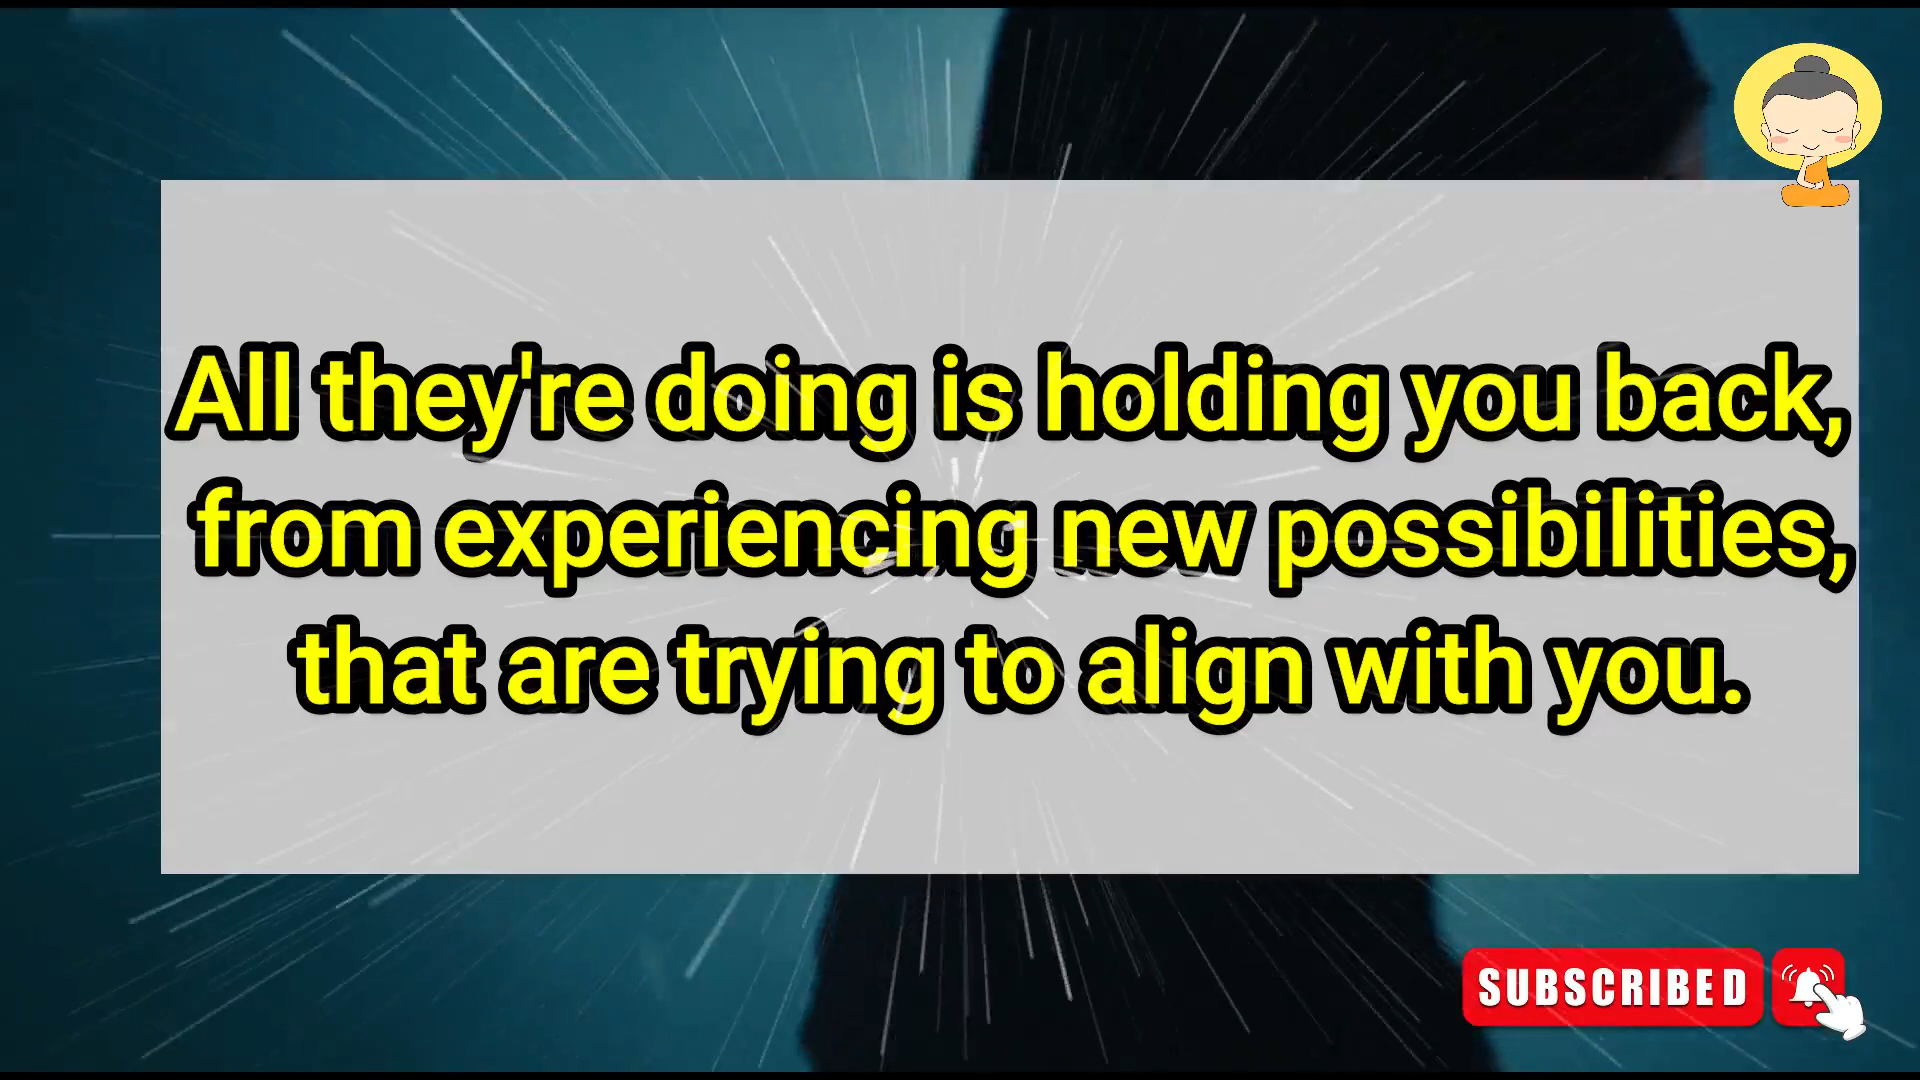 All they're doing is holding you back,
from experiencing new possibilities,
that are trying to align with you.
SUBSCRIBED